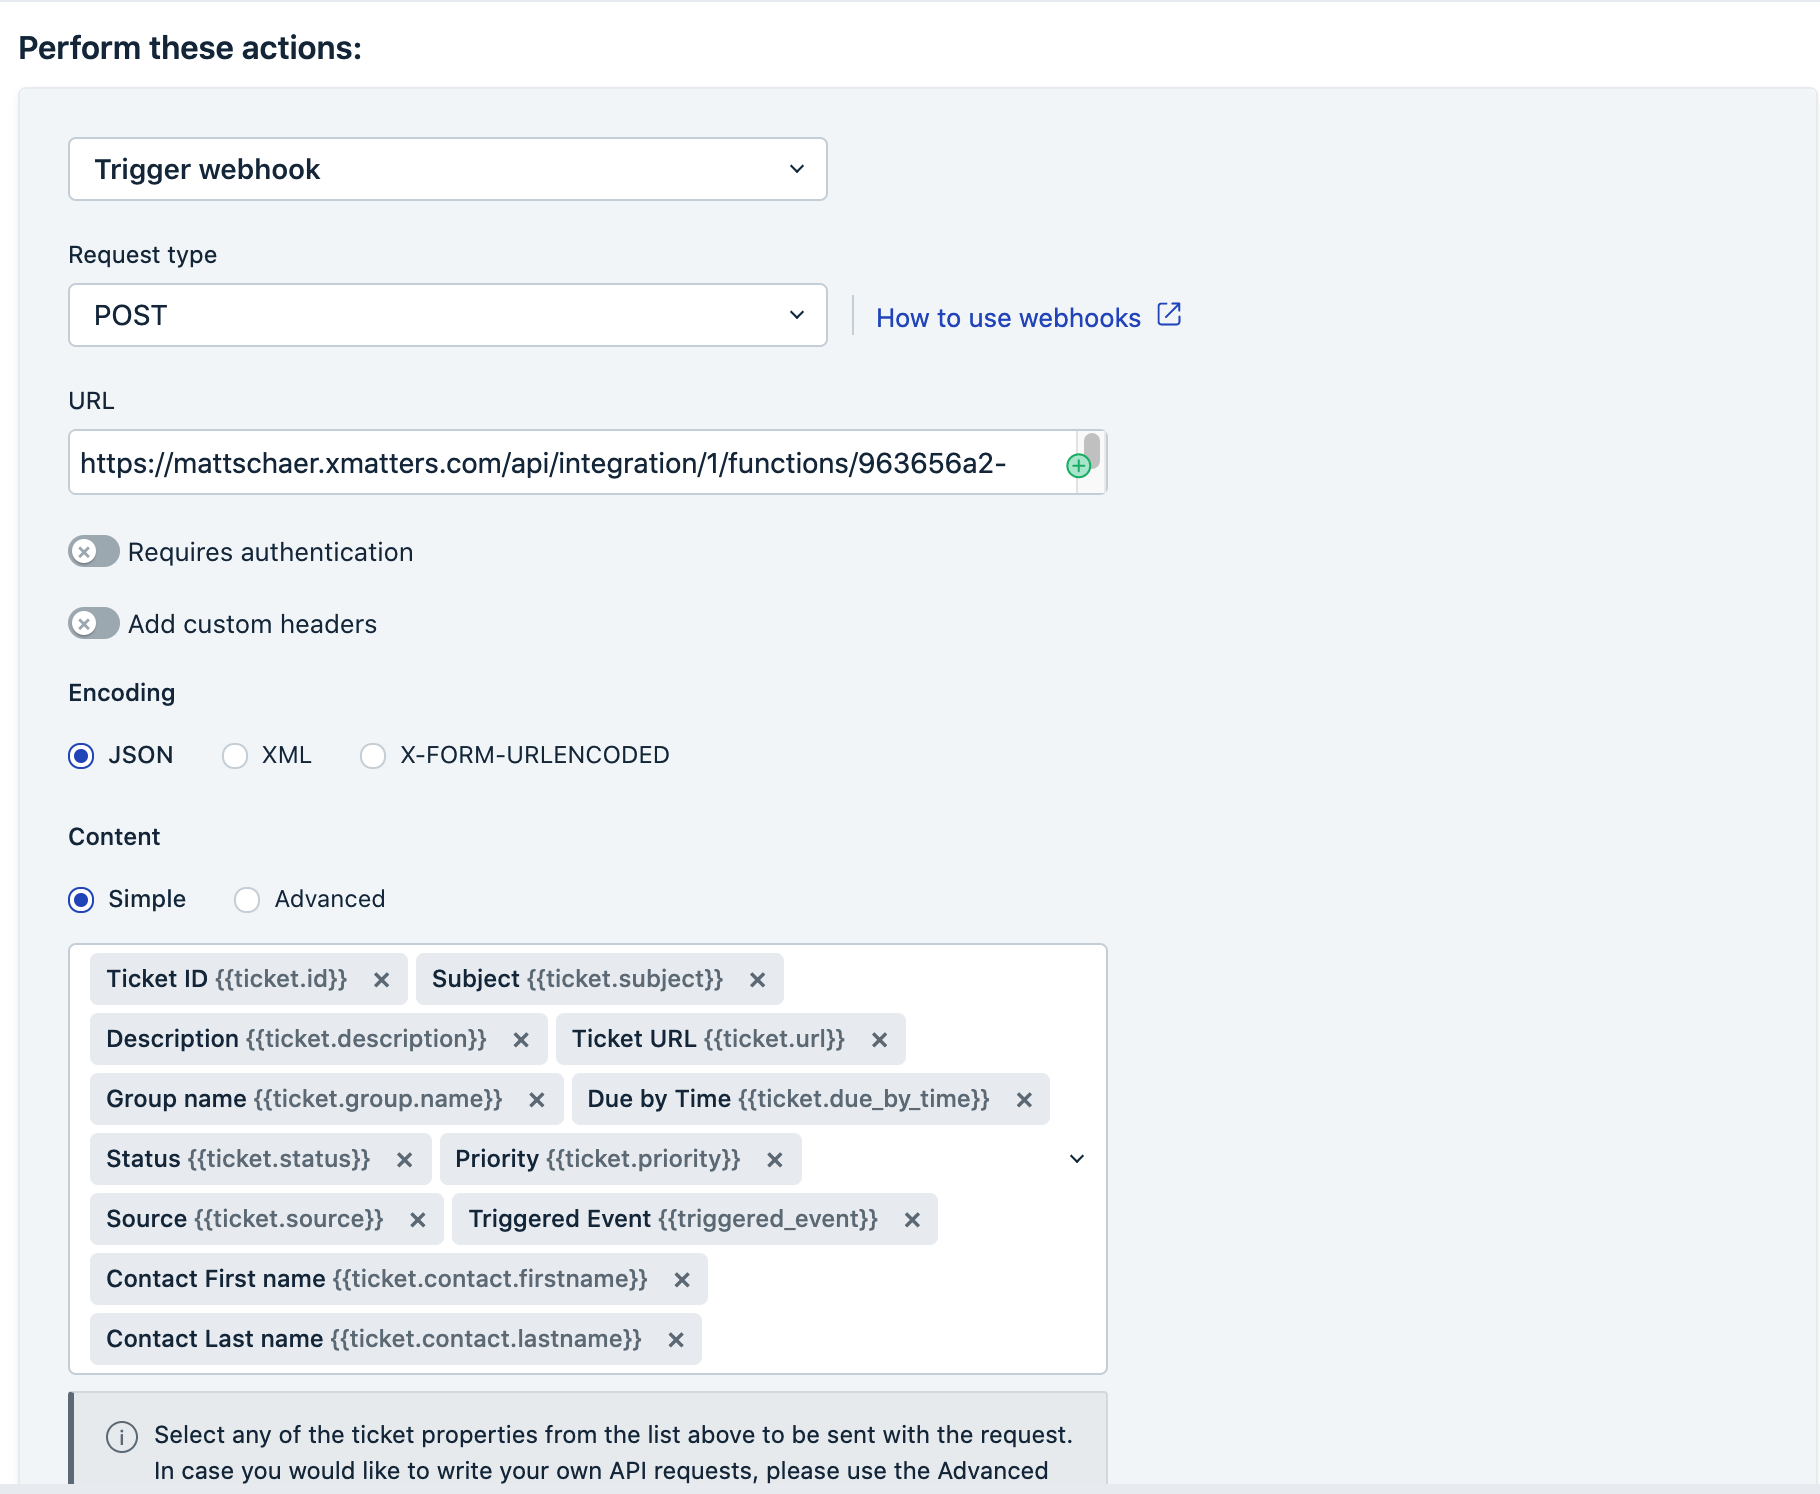 Perform these actions:
Trigger webhook
Request type
POST
How to use webhooks
URL
https://mattschaer.xmatters.com/api/integration/1/functions/963656a2-
Requires authentication
Add custom headers
Encoding
JSON XML X-FORM-URLENCODED
Content
Simple Advanced
Ticket ID {{ticket.id}} Subject {{ticket.subject}}
Description {{ticket.description}} Ticket URL {{ticket.url}}
Group name {{ticket.group.name}} Due by Time {{ticket.due_by_time}}
Status {{ticket.status}} Priority {{ticket.priority}}
Source {{ticket.source}} Triggered Event {{triggered_event}}
Contact First name {{ticket.contact.firstname}}
Contact Last name {{ticket.contact.lastname}}
Select any of the ticket properties from the list above to be sent with the request.
In case you would like to write your own API requests, please use the Advanced